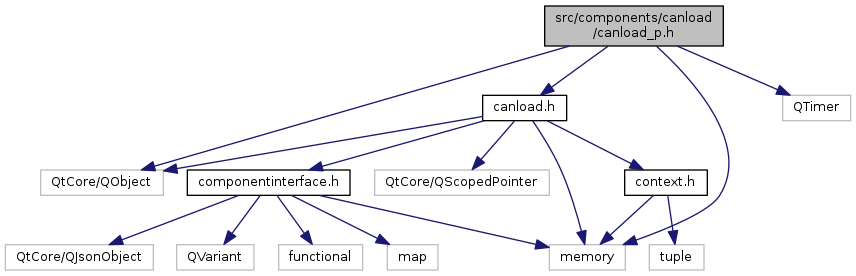 src/components/canload
/canload_p.h
canload.h
QTimer
QtCore/QObject
componentinterface.h
QtCore/QScopedPointer
context.h
QtCore/QJsonObject
QVariant
functional
map
memory
tuple